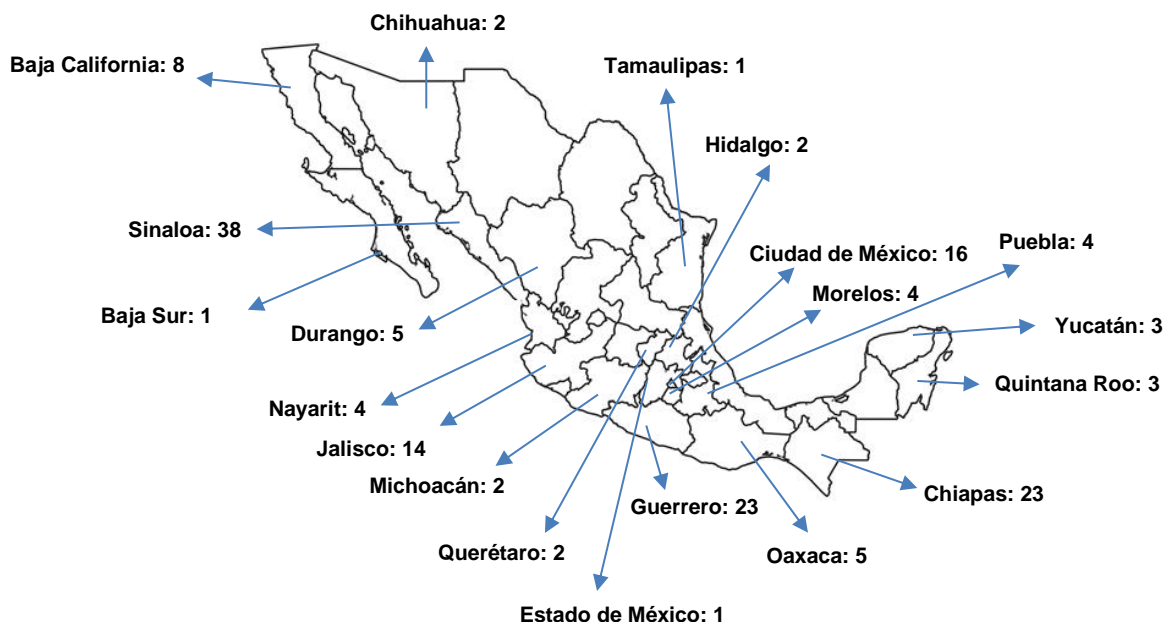 Chihuahua: 2
Baja California: 8
Tamaulipas: 1
Hidalgo: 2
Sinaloa: 38
Ciudad de México: 16
Puebla: 4
Morelos: 4
Baja Sur: 1
Durango: 5
Yucatán: 3
Quintana Roo: 3
Nayarit: 4
Jalisco: 14
Michoacán: 2
Guerrero: 23
Chiapas: 23
Querétaro: 2
Oaxaca: 5
Estado de México: 1